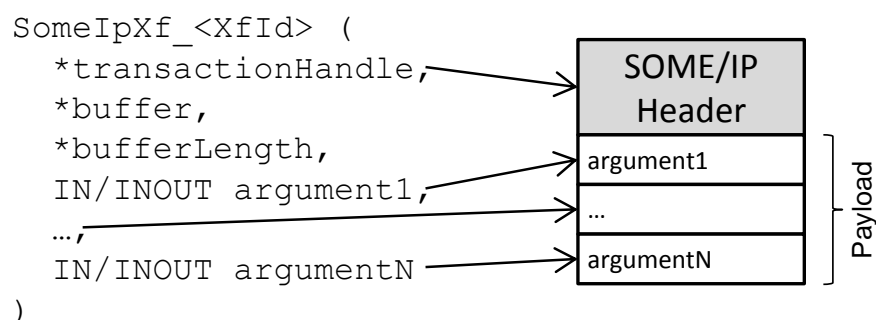 SomeIpXf_<XfId> (
*transactionHandle,
*buffer,
*bufferLength,
IN/INOUT argument1,
…,
IN/INOUT argumentN
)
SOME/IP
Header
argument1
…
argumentN
Payload